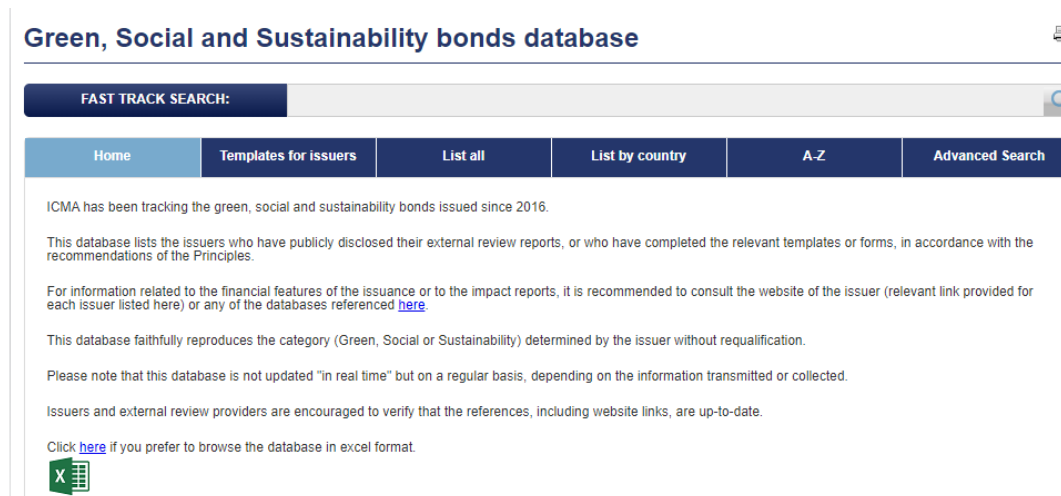 Green, Social and Sustainability bonds database
FAST TRACK SEARCH:
Home
Templates for issuers
List all
List by country
A-Z
Advanced Search
ICMA has been tracking the green, social and sustainability bonds issued since 2016.
This database lists the issuers who have publicly disclosed their external review reports, or who have completed the relevant templates or forms, in accordance with the
recommendations of the Principles.
For information related to the financial features of the issuance or to the impact reports, it is recommended to consult the website of the issuer (relevant link provided for
each issuer listed here) or any of the databases referenced here.
This database faithfully reproduces the category (Green, Social or Sustainability) determined by the issuer without requalification.
Please note that this database is not updated "in real time" but on a regular basis, depending on the information transmitted or collected.
Issuers and external review providers are encouraged to verify that the references, including website links, are up-to-date.
Click here if you prefer to browse the database in excel format.
X